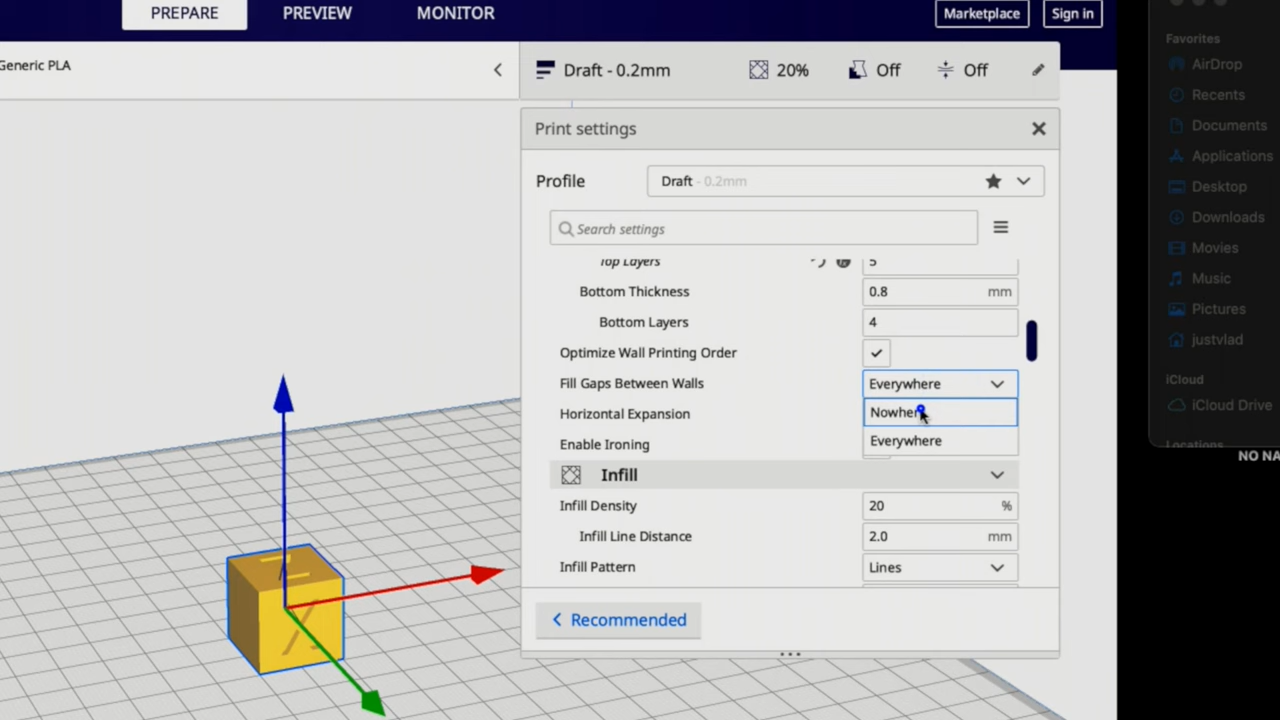 PREPARE PREVIEW MONITOR Marketplace Sign in
Generic PLA
Draft - 0.2mm 20% Off Off
Print settings
Profile Draft - 0.2mm
Search settings
Top Layers 5
Bottom Thickness 0.8 mm
Bottom Layers 4
Optimize Wall Printing Order
Fill Gaps Between Walls Everywhere
Nowhere
Horizontal Expansion
Everywhere
Enable Ironing
Infill
Infill Density 20 %
Infill Line Distance 2.0 mm
Infill Pattern Lines
Recommended
X
Favorites
AirDrop
Recents
Documents
Applications
Desktop
Downloads
Movies
Music
Pictures
justvlad
iCloud
iCloud Drive
Locations
NO NA